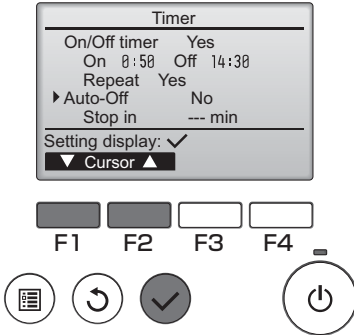 Timer
On/Off timer Yes
On 0:50 Off 14:30
Repeat Yes
Auto-Off No
Stop in --- min
Setting display:
Cursor
F1 F2 F3 F4